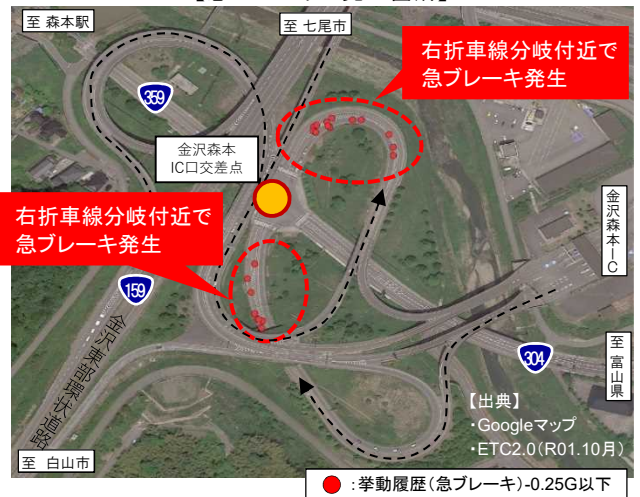 至 森本駅
至 七尾市
右折車線分岐付近で
急ブレーキ発生
359
金沢森本
IC口交差点
金沢森本IC
右折車線分岐付近で
急ブレーキ発生
159
金沢東部環状道路
304
至 富山県
【出典】
・Googleマップ
・ETC2.0(R01.10月)
至 白山市
:挙動履歴(急ブレーキ)-0.25G以下